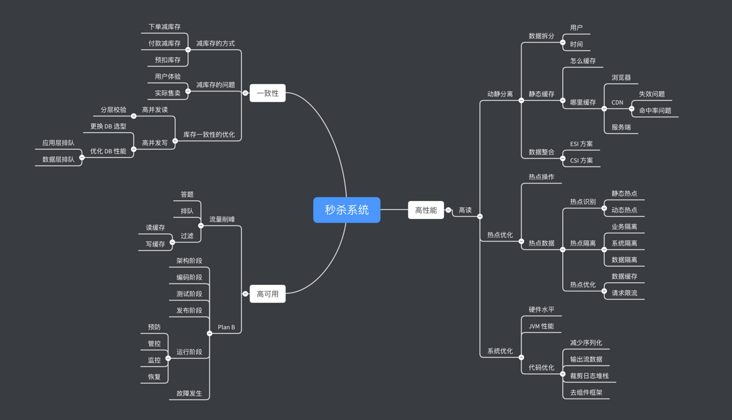 秒杀系统
一致性
减库存的方式
下单减库存
付款减库存
预扣库存
减库存的问题
用户体验
实际售卖
库存一致性的优化
高并发读
分层校验
高并发写
更换 DB 选型
优化 DB 性能
应用层排队
数据层排队
高可用
流量削峰
答题
排队
过滤
读缓存
写缓存
Plan B
架构阶段
编码阶段
测试阶段
发布阶段
运行阶段
预防
管控
监控
恢复
故障发生
高性能
高读
动静分离
数据拆分
用户
时间
静态缓存
怎么缓存
哪里缓存
浏览器
CDN
失效问题
命中率问题
服务端
数据整合
ESI 方案
CSI 方案
热点优化
热点操作
热点数据
热点识别
静态热点
动态热点
热点隔离
业务隔离
系统隔离
数据隔离
热点优化
数据缓存
请求限流
系统优化
硬件水平
JVM 性能
代码优化
减少序列化
输出流数据
裁剪日志堆栈
去组件框架